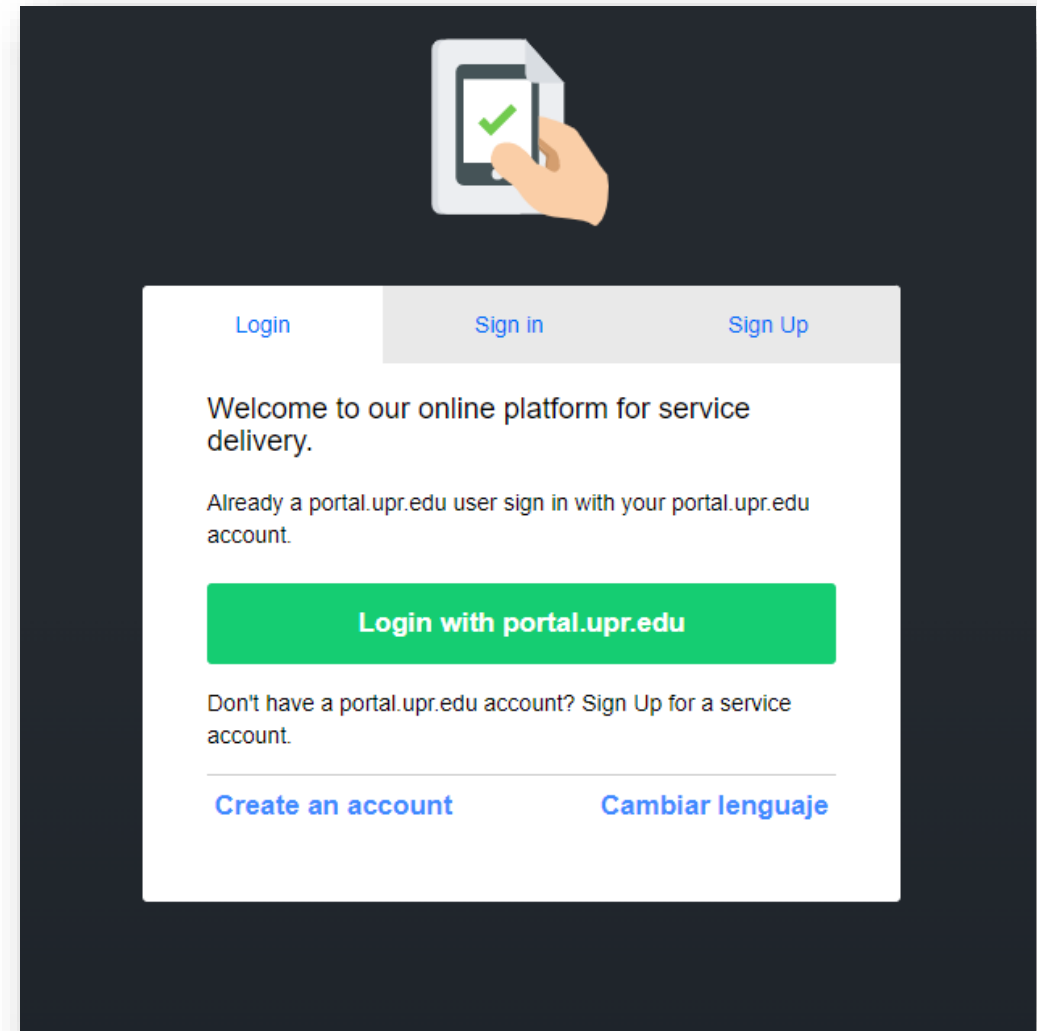 Login Sign in Sign Up
Welcome to our online platform for service
delivery.
Already a portal.upr.edu user sign in with your portal.upr.edu
account.
Login with portal.upr.edu
Don't have a portal.upr.edu account? Sign Up for a service
account.
Create an account Cambiar lenguaje